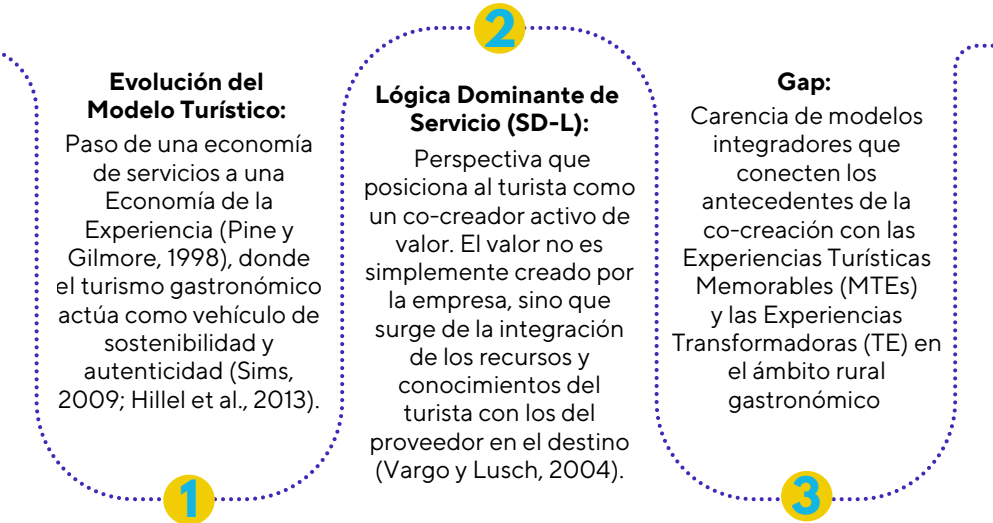 Evolución del
Modelo Turístico:
Paso de una economía
de servicios a una
Economía de la
Experiencia (Pine y
Gilmore, 1998), donde
el turismo gastronómico
actúa como vehículo de
sostenibilidad y
autenticidad (Sims,
2009; Hillel et al., 2013).
1
2
Lógica Dominante de
Servicio (SD-L):
Perspectiva que
posiciona al turista como
un co-creador activo de
valor. El valor no es
simplemente creado por
la empresa, sino que
surge de la integración
de los recursos y
conocimientos del
turista con los del
proveedor en el destino
(Vargo y Lusch, 2004).
Gap:
Carencia de modelos
integradores que
conecten los
antecedentes de la
co-creación con las
Experiencias Turísticas
Memorables (MTEs)
y las Experiencias
Transformadoras (TE) en
el ámbito rural
gastronómico
3